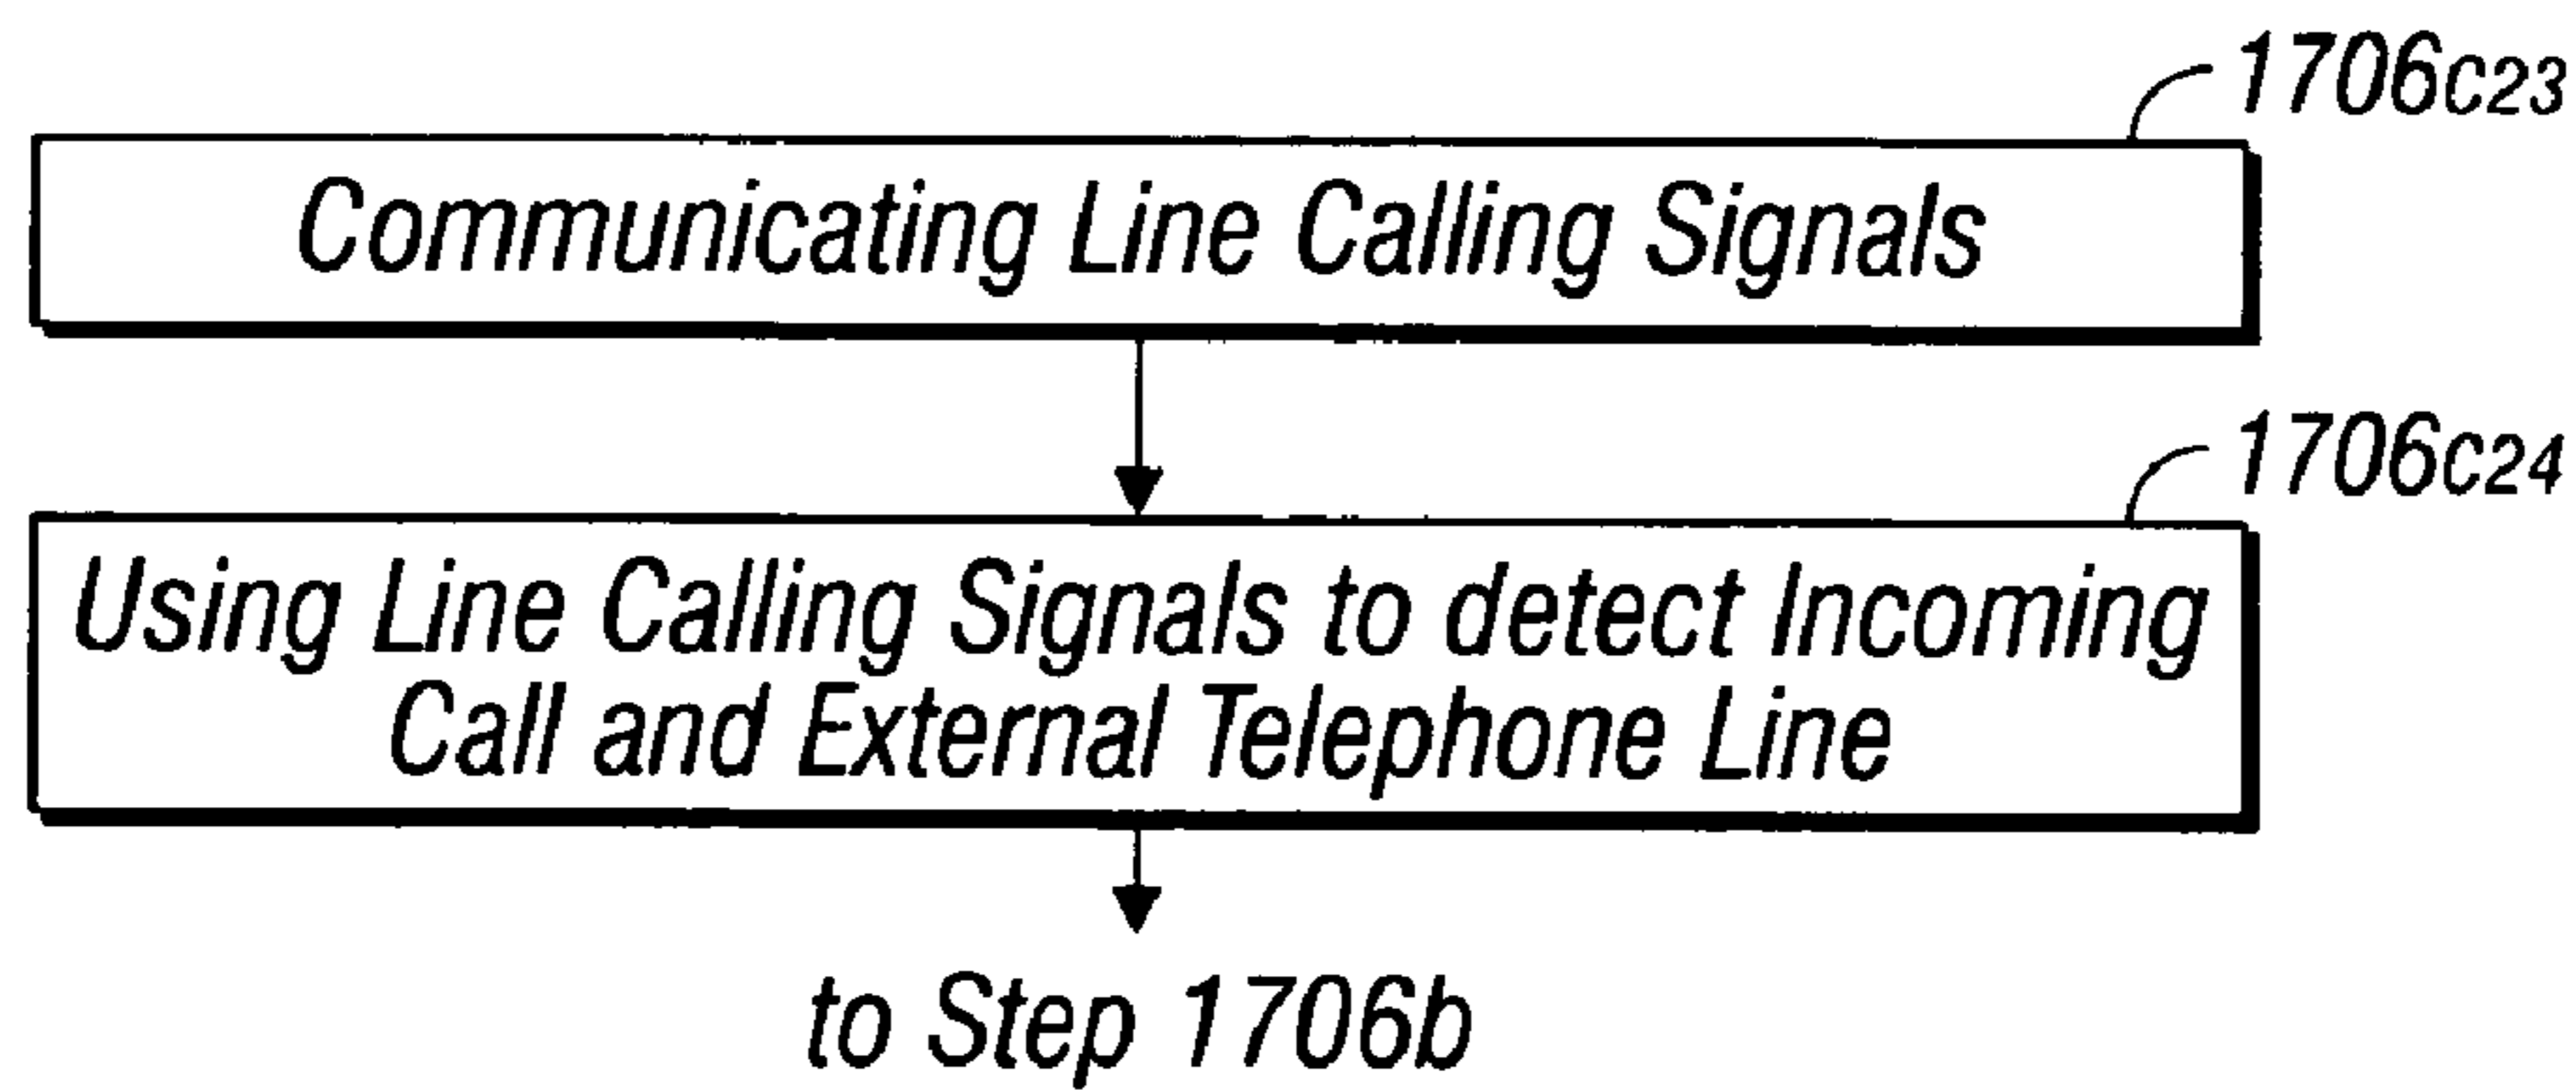 1706C23
Communicating Line Calling Signals
1706C24
Using Line Calling Signals to detect Incoming
Call and External Telephone Line
to Step 1706b